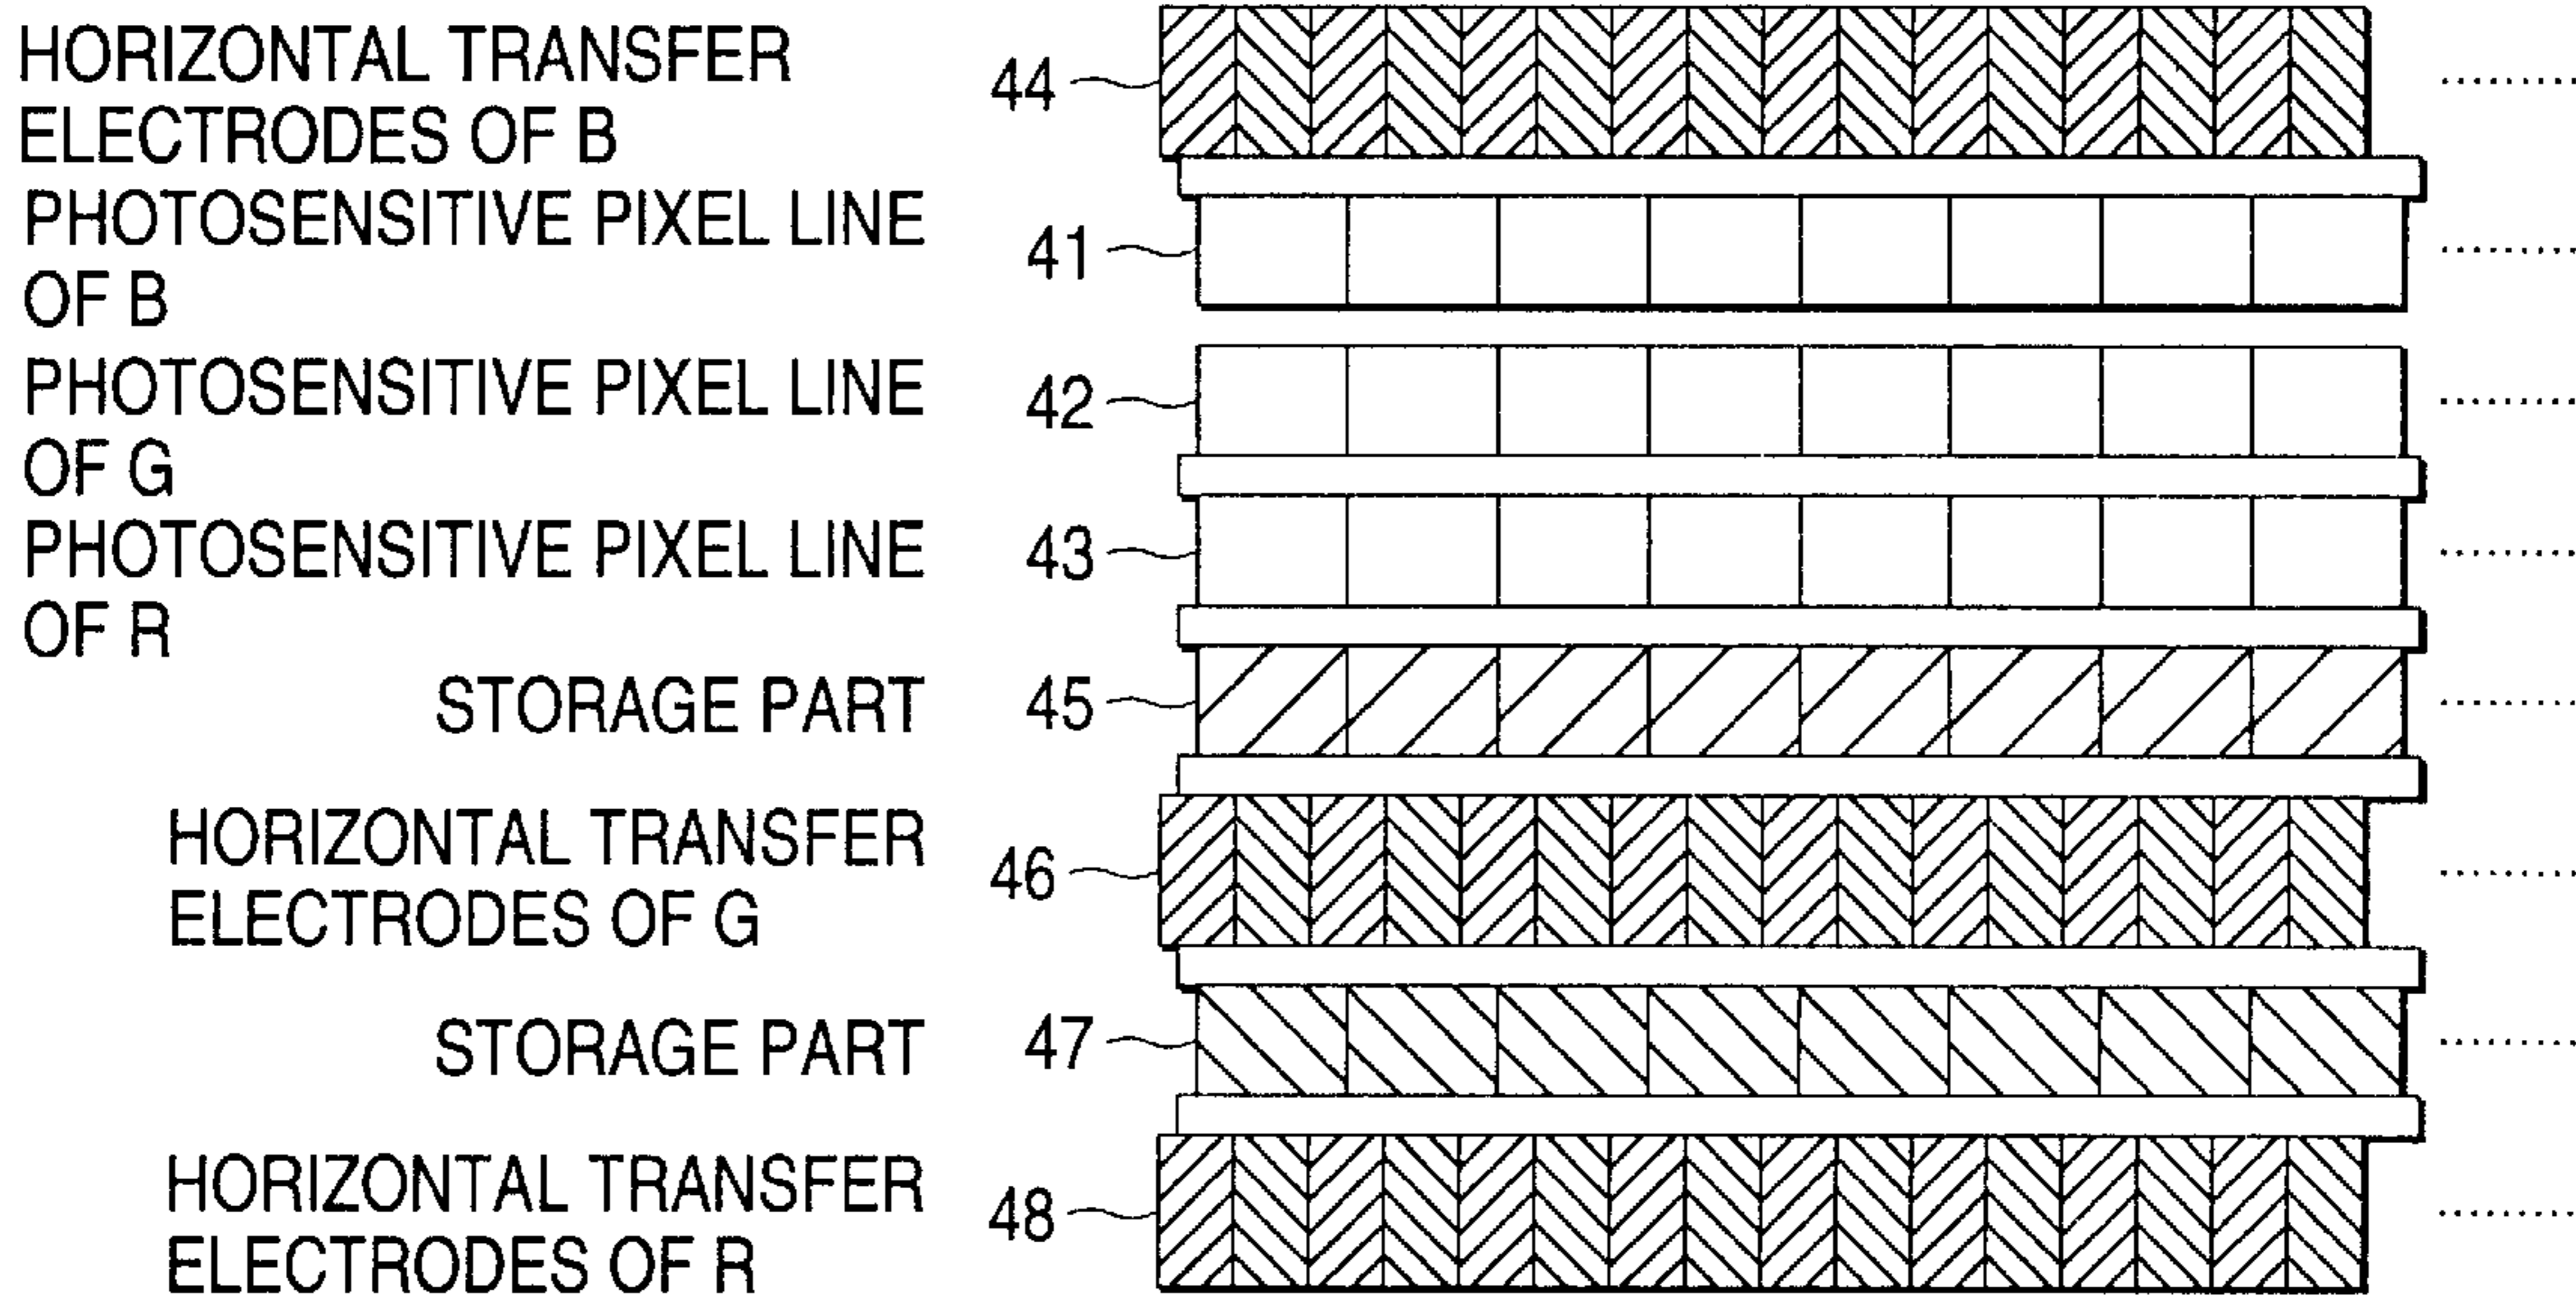 HORIZONTAL TRANSFER
ELECTRODES OF B
44
PHOTOSENSITIVE PIXEL LINE
OF B
41
PHOTOSENSITIVE PIXEL LINE
OF G
42
PHOTOSENSITIVE PIXEL LINE
OF R
43
STORAGE PART
45
HORIZONTAL TRANSFER
ELECTRODES OF G
46
STORAGE PART
47
HORIZONTAL TRANSFER
ELECTRODES OF R
48